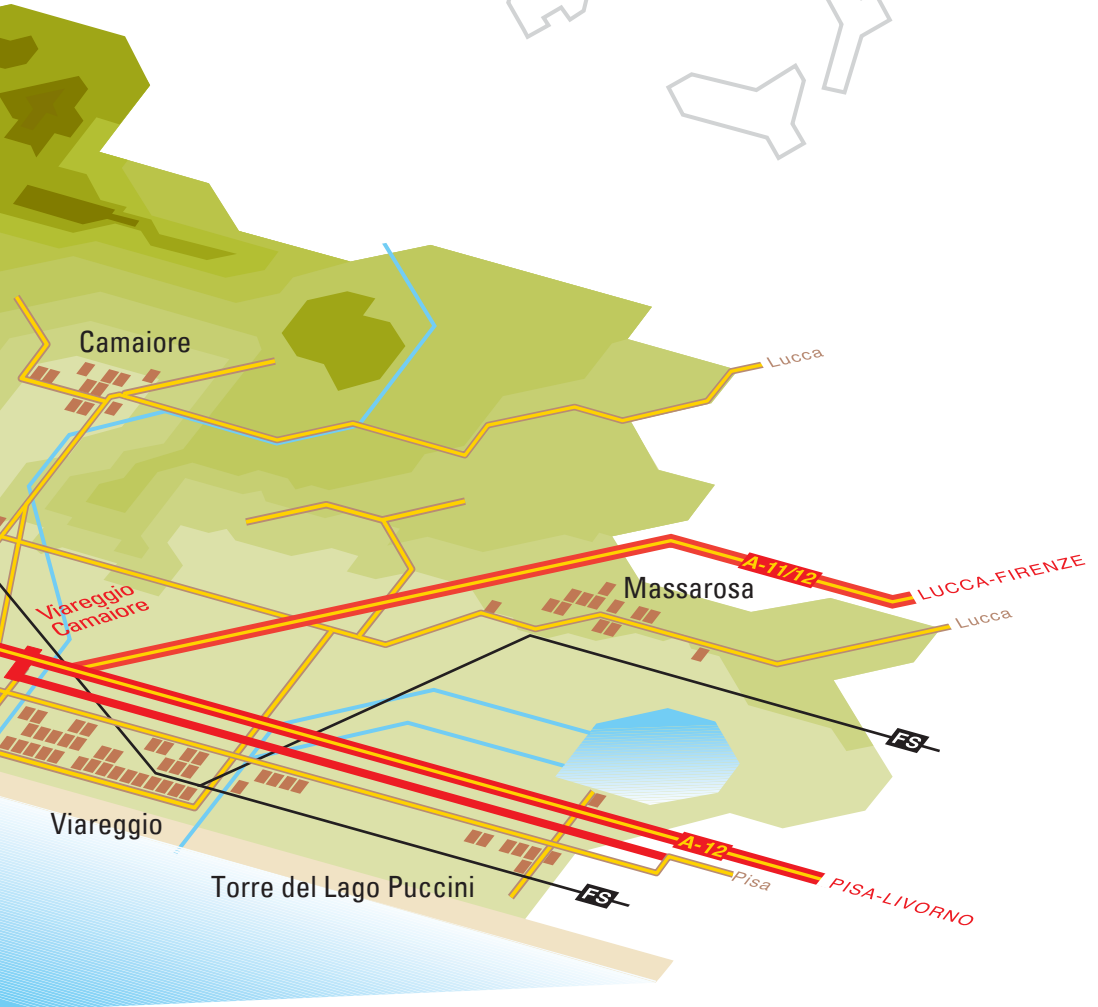 Camaiore
Lucca
A-11/12
LUCCA-FIRENZE
Massarosa
Viareggio
Camaiore
Lucca
FS
Viareggio
A-12
Pisa
PISA-LIVORNO
Torre del Lago Puccini
FS